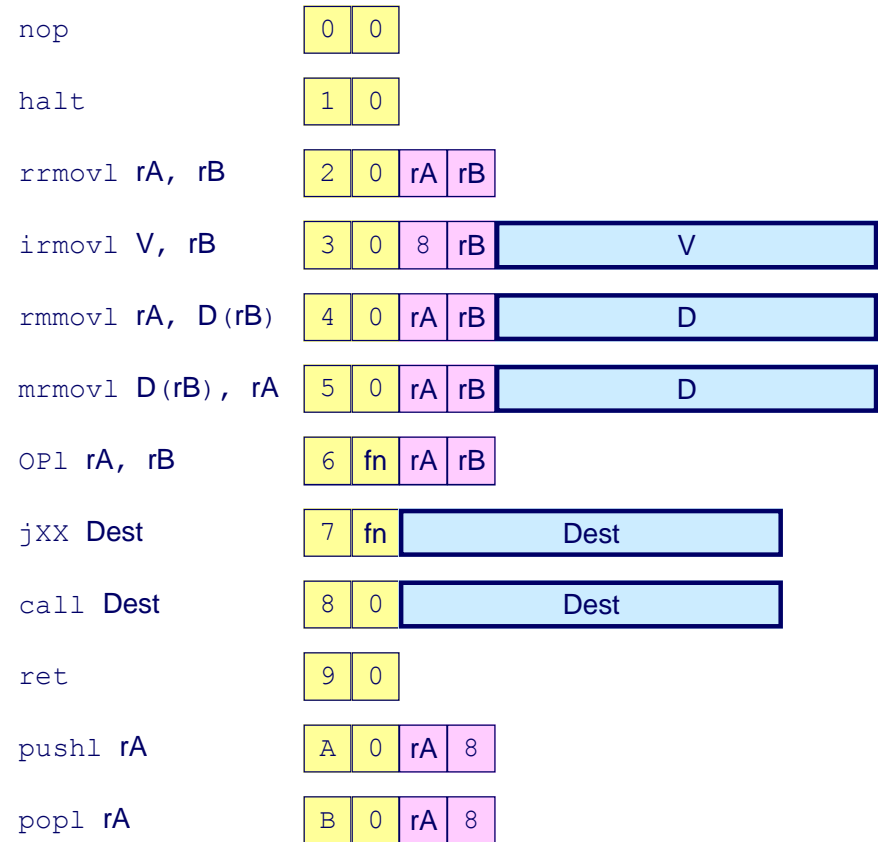 nop 0 0
halt 1 0
rrmovl rA, rB 2 0 rA rB
irmovl V, rB 3 0 8 rB V
rmmovl rA, D(rB) 4 0 rA rB D
mrmovl D(rB), rA 5 0 rA rB D
OPl rA, rB 6 fn rA rB
jXX Dest 7 fn Dest
call Dest 8 0 Dest
ret 9 0
pushl rA A 0 rA 8
popl rA B 0 rA 8